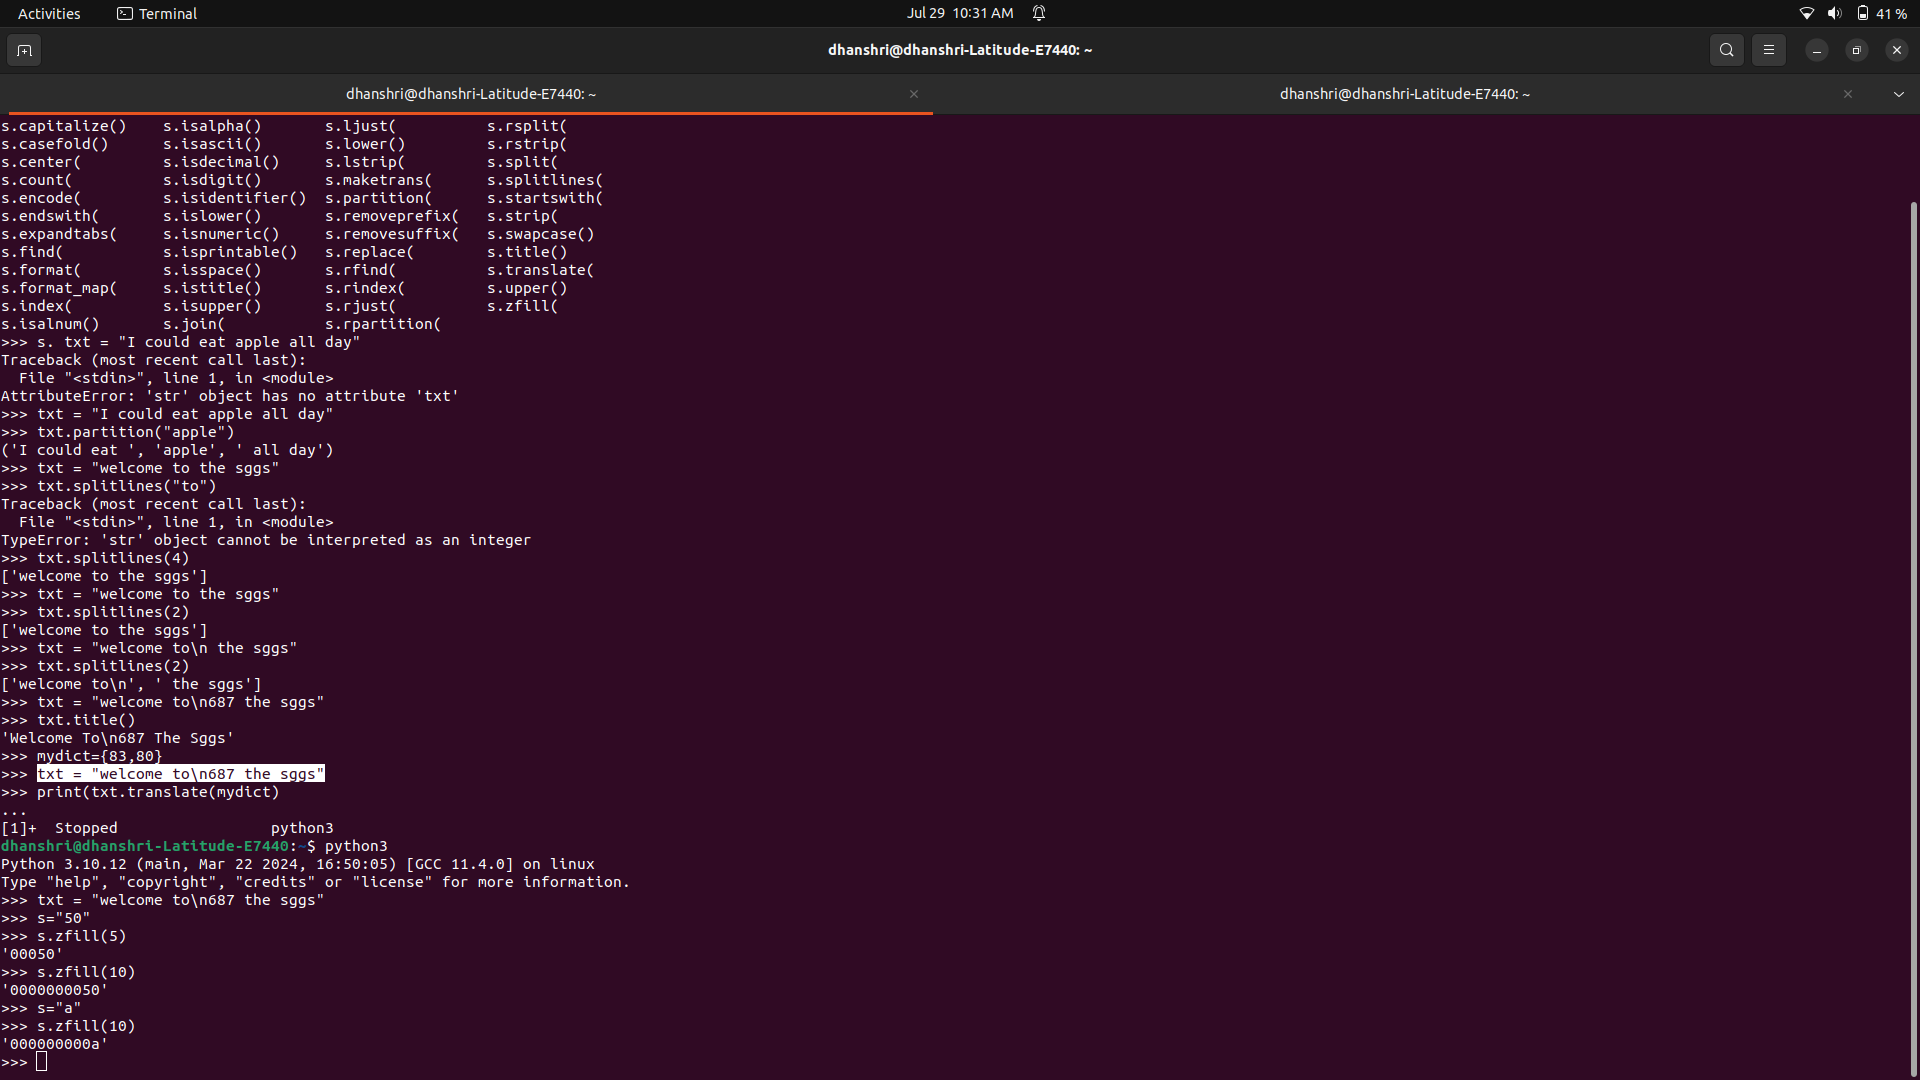 Activities Terminal Jul 29 10:31 AM 41 %
dhanshri@dhanshri-Latitude-E7440: ~
dhanshri@dhanshri-Latitude-E7440: ~ × dhanshri@dhanshri-Latitude-E7440: ~ ×
s.capitalize()    s.isalpha()       s.ljust(          s.rsplit(
s.casefold()      s.isascii()       s.lower()         s.rstrip(
s.center(         s.isdecimal()     s.lstrip(         s.split(
s.count(          s.isdigit()       s.maketrans(      s.splitlines(
s.encode(         s.isidentifier()  s.partition(      s.startswith(
s.endswith(       s.islower()       s.removeprefix(   s.strip(
s.expandtabs(     s.isnumeric()     s.removesuffix(   s.swapcase()
s.find(           s.isprintable()   s.replace(        s.title()
s.format(         s.isspace()       s.rfind(          s.translate(
s.format_map(     s.istitle()       s.rindex(         s.upper()
s.index(          s.isupper()       s.rjust(          s.zfill(
s.isalnum()       s.join(           s.rpartition(
>>> s. txt = "I could eat apple all day"
Traceback (most recent call last):
  File "<stdin>", line 1, in <module>
AttributeError: 'str' object has no attribute 'txt'
>>> txt = "I could eat apple all day"
>>> txt.partition("apple")
('I could eat ', 'apple', ' all day')
>>> txt = "welcome to the sggs"
>>> txt.splitlines("to")
Traceback (most recent call last):
  File "<stdin>", line 1, in <module>
TypeError: 'str' object cannot be interpreted as an integer
>>> txt.splitlines(4)
['welcome to the sggs']
>>> txt = "welcome to the sggs"
>>> txt.splitlines(2)
['welcome to the sggs']
>>> txt = "welcome to\n the sggs"
>>> txt.splitlines(2)
['welcome to\n', ' the sggs']
>>> txt = "welcome to\n687 the sggs"
>>> txt.title()
'Welcome To\n687 The Sggs'
>>> mydict={83,80}
>>> txt = "welcome to\n687 the sggs"
>>> print(txt.translate(mydict)
...
[1]+  Stopped                 python3
dhanshri@dhanshri-Latitude-E7440:~$ python3
Python 3.10.12 (main, Mar 22 2024, 16:50:05) [GCC 11.4.0] on linux
Type "help", "copyright", "credits" or "license" for more information.
>>> txt = "welcome to\n687 the sggs"
>>> s="50"
>>> s.zfill(5)
'00050'
>>> s.zfill(10)
'0000000050'
>>> s="a"
>>> s.zfill(10)
'000000000a'
>>>